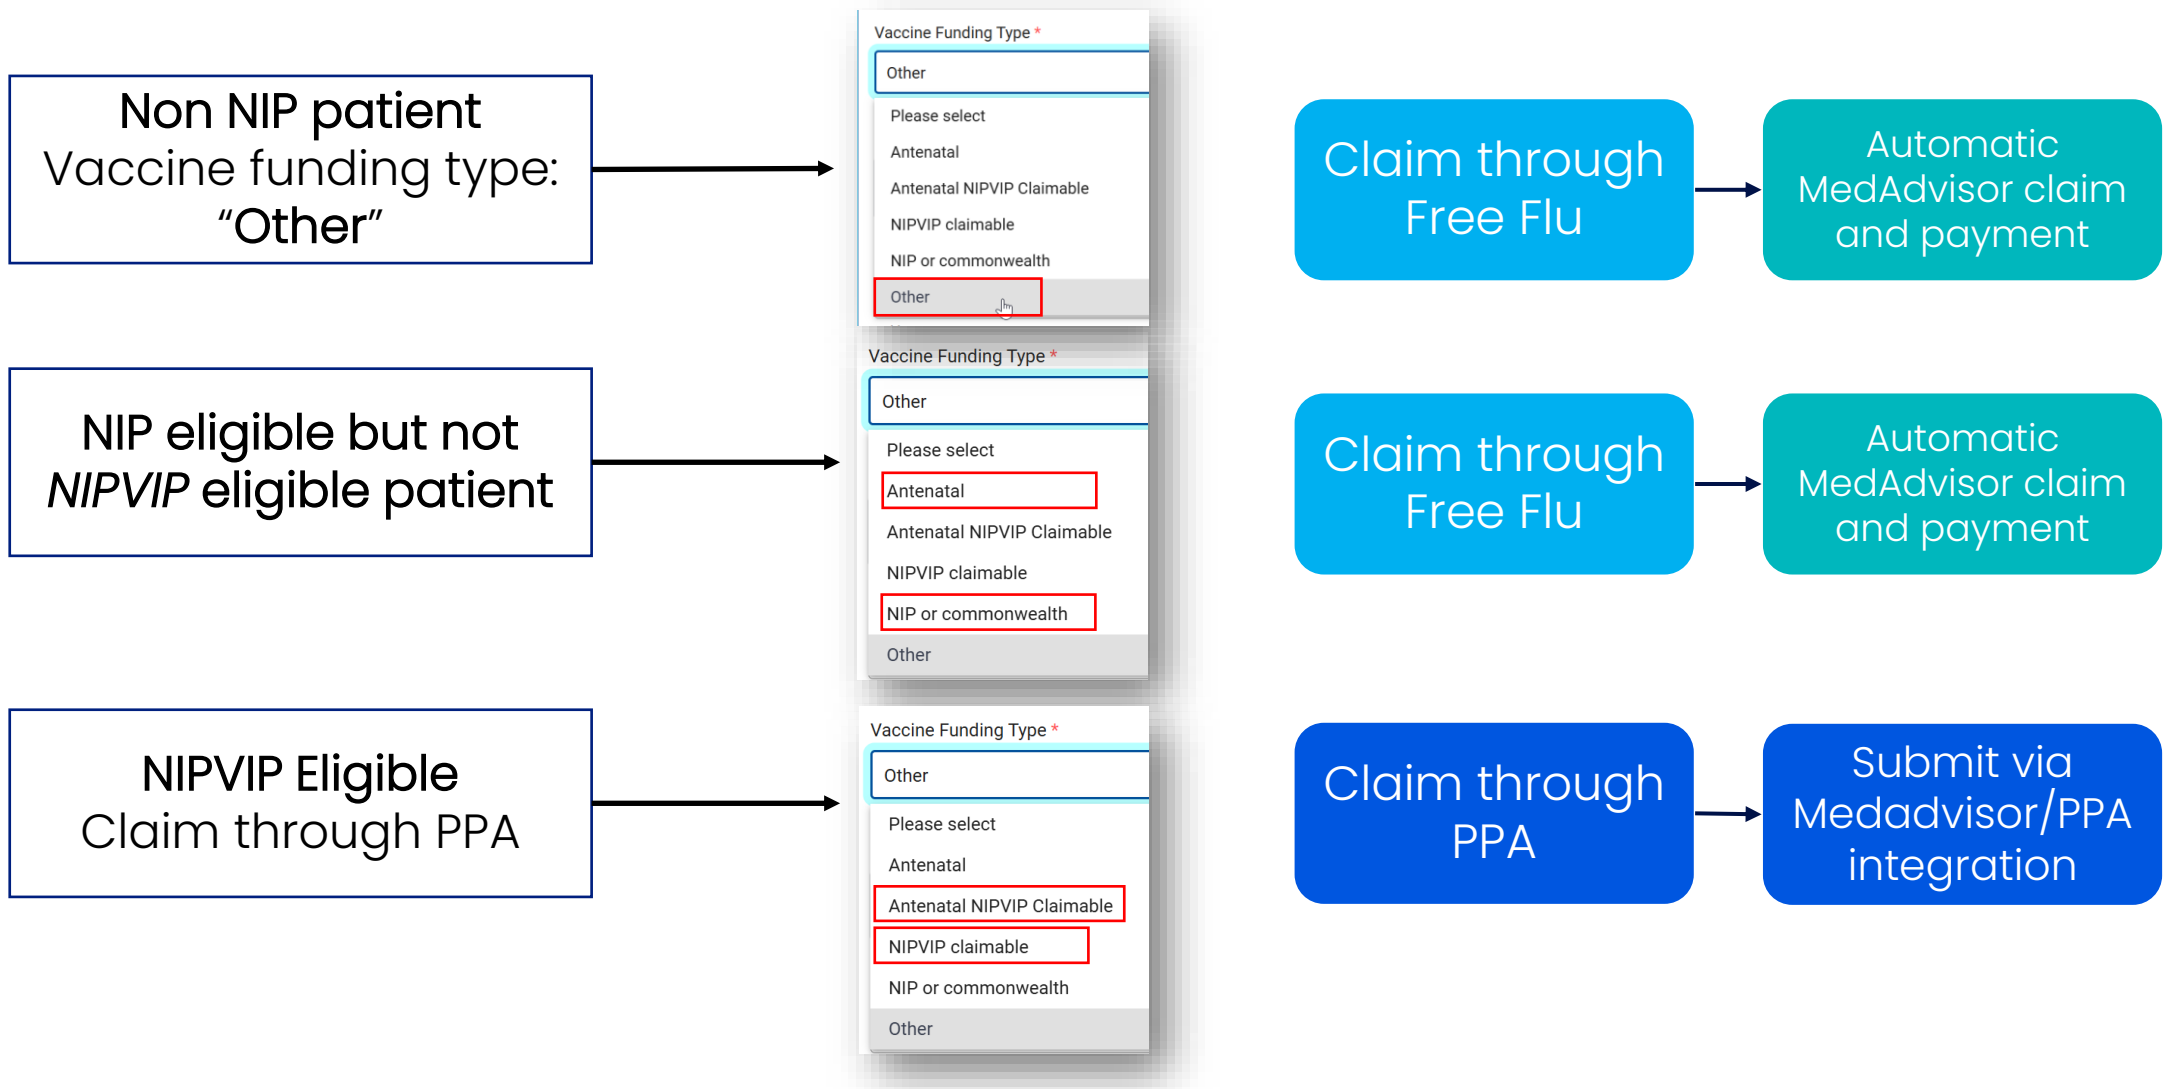 Non NIP patient
Vaccine funding type:
“Other”
Vaccine Funding Type *
Other
Please select
Antenatal
Antenatal NIPVIP Claimable
NIPVIP claimable
NIP or commonwealth
Other
Claim through
Free Flu
Automatic
MedAdvisor claim
and payment
NIP eligible but not
NIPVIP eligible patient
Vaccine Funding Type *
Other
Please select
Antenatal
Antenatal NIPVIP Claimable
NIPVIP claimable
NIP or commonwealth
Other
Claim through
Free Flu
Automatic
MedAdvisor claim
and payment
NIPVIP Eligible
Claim through PPA
Vaccine Funding Type *
Other
Please select
Antenatal
Antenatal NIPVIP Claimable
NIPVIP claimable
NIP or commonwealth
Other
Claim through
PPA
Submit via
Medadvisor/PPA
integration